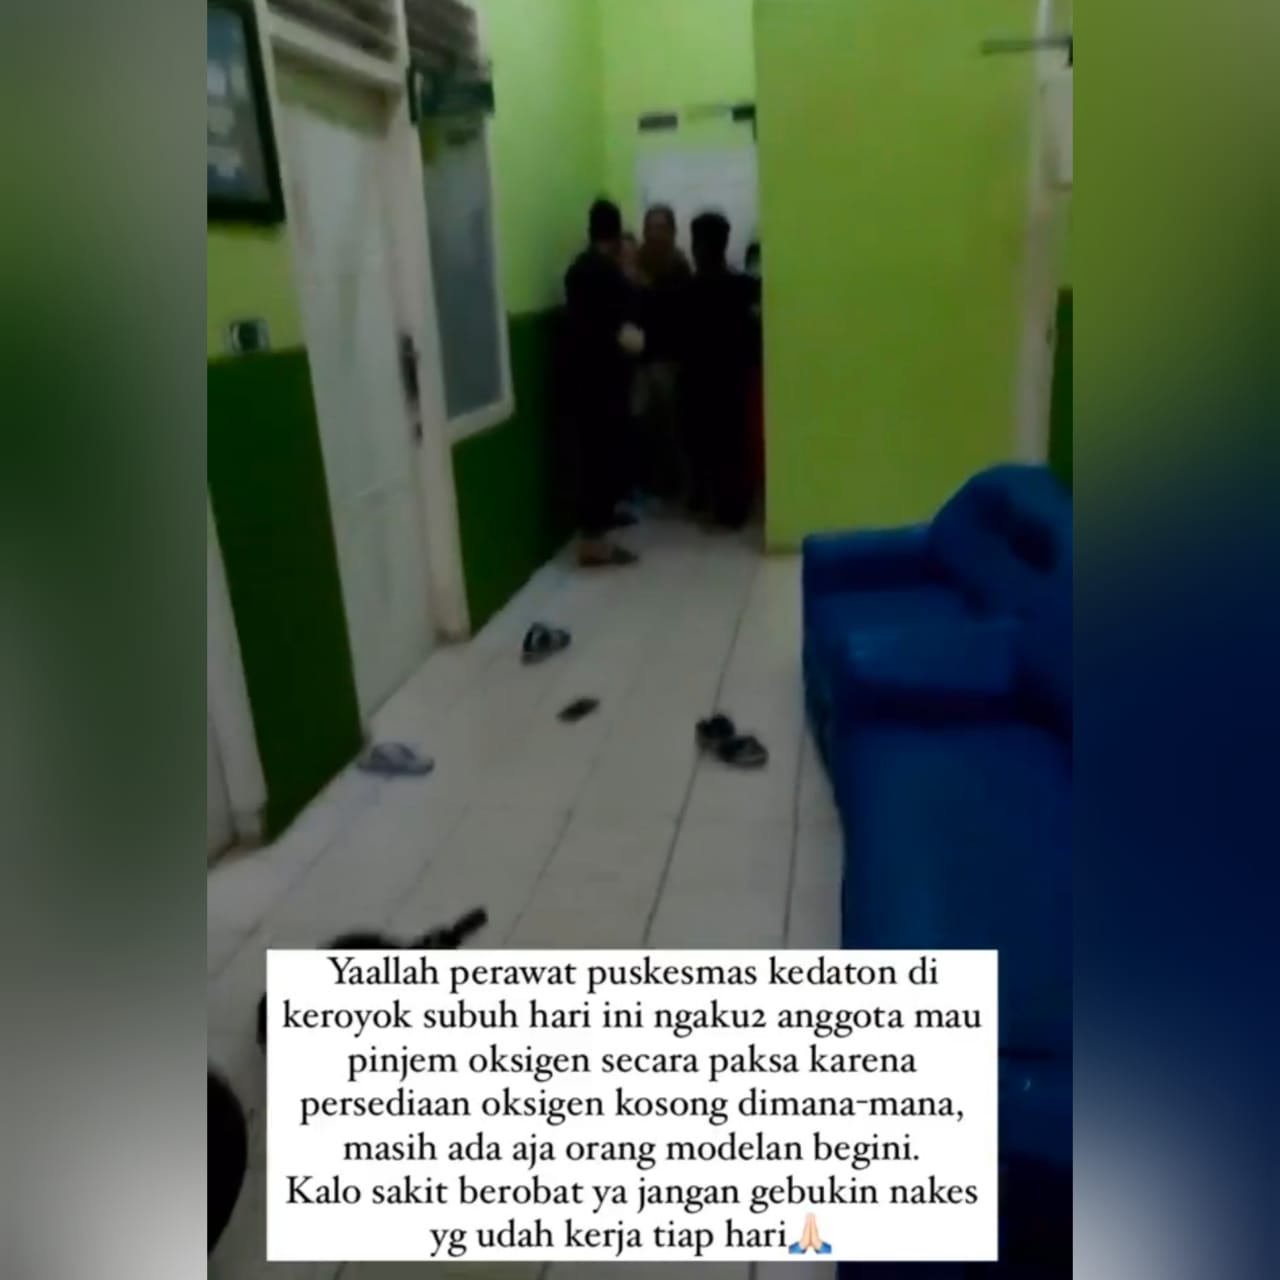 Yaallah perawat puskesmas kedaton di
keroyok subuh hari ini ngaku2 anggota mau
pinjem oksigen secara paksa karena
persediaan oksigen kosong dimana-mana,
masih ada aja orang modelan begini.
Kalo sakit berobat ya jangan gebukin nakes
yg udah kerja tiap hari🙏🏻